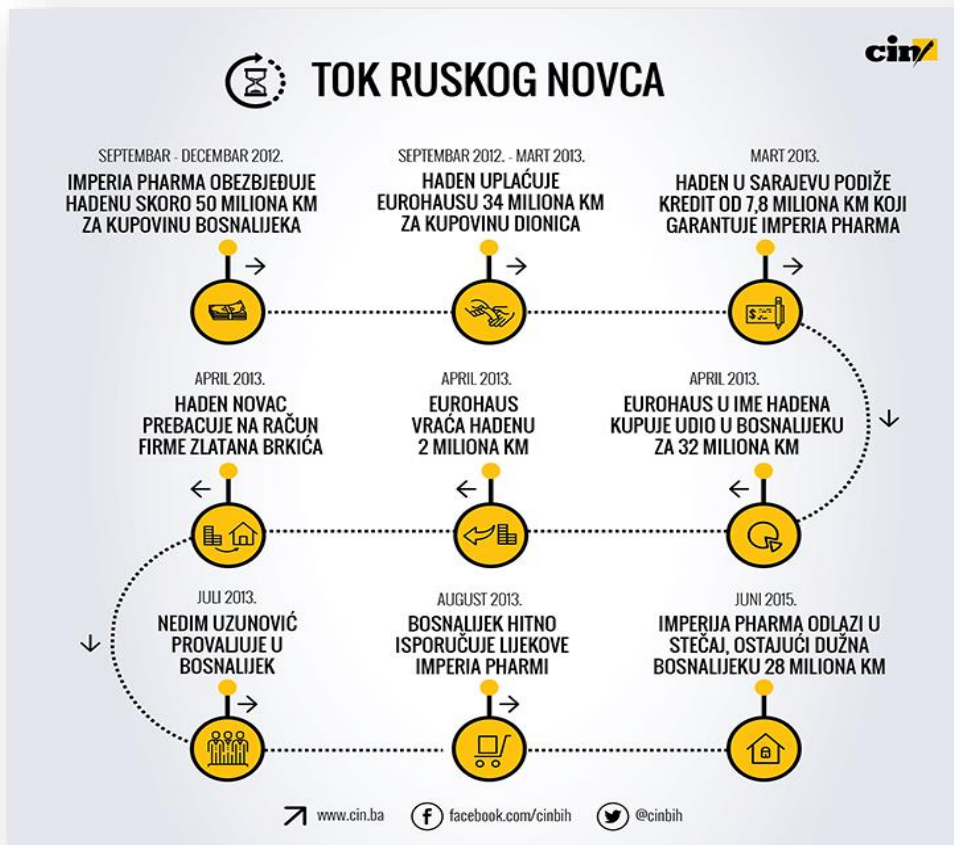 TOK RUSKOG NOVCA
cin
SEPTEMBAR - DECEMBAR 2012.
IMPERIA PHARMA OBEZBJEĐUJE
HADENU SKORO 50 MILIONA KM
ZA KUPOVINU BOSNALIJEKA
SEPTEMBAR 2012. - MART 2013.
HADEN UPLAĆUJE
EUROHAUSU 34 MILIONA KM
ZA KUPOVINU DIONICA
MART 2013.
HADEN U SARAJEVU PODIŽE
KREDIT OD 7,8 MILIONA KM KOJI
GARANTUJE IMPERIA PHARMA
APRIL 2013.
EUROHAUS U IME HADENA
KUPUJE UDIO U BOSNALIJEKU
ZA 32 MILIONA KM
APRIL 2013.
EUROHAUS
VRAĆA HADENU
2 MILIONA KM
APRIL 2013.
HADEN NOVAC
PREBACUJE NA RAČUN
FIRME ZLATANA BRKIĆA
JULI 2013.
NEDIM UZUNOVIĆ
PROVALJUJE U
BOSNALIJEK
AUGUST 2013.
BOSNALIJEK HITNO
ISPORUČUJE LIJEKOVE
IMPERIA PHARMI
JUNI 2015.
IMPERIJA PHARMA ODLAZI U
STEČAJ, OSTAJUĆI DUŽNA
BOSNALIJEKU 28 MILIONA KM
www.cin.ba
facebook.com/cinbih
@cinbih